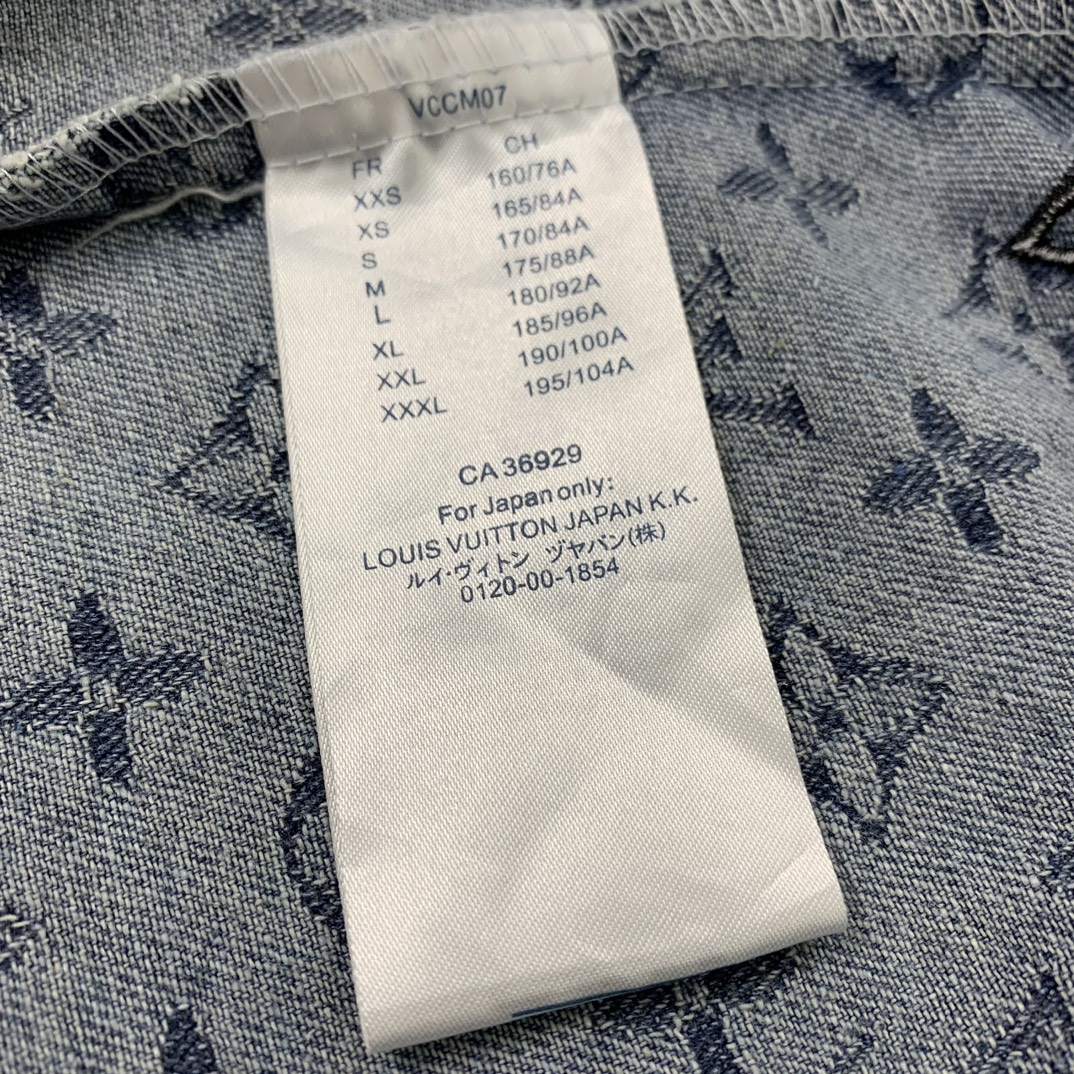 VCCM07
FR CH
XXS 160/76A
XS 165/84A
S 170/84A
M 175/88A
L 180/92A
XL 185/96A
XXL 190/100A
XXXL 195/104A
CA 36929
For Japan only:
LOUIS VUITTON JAPAN K.K.
ルイ・ヴィトン ヅヤパン(株)
0120-00-1854